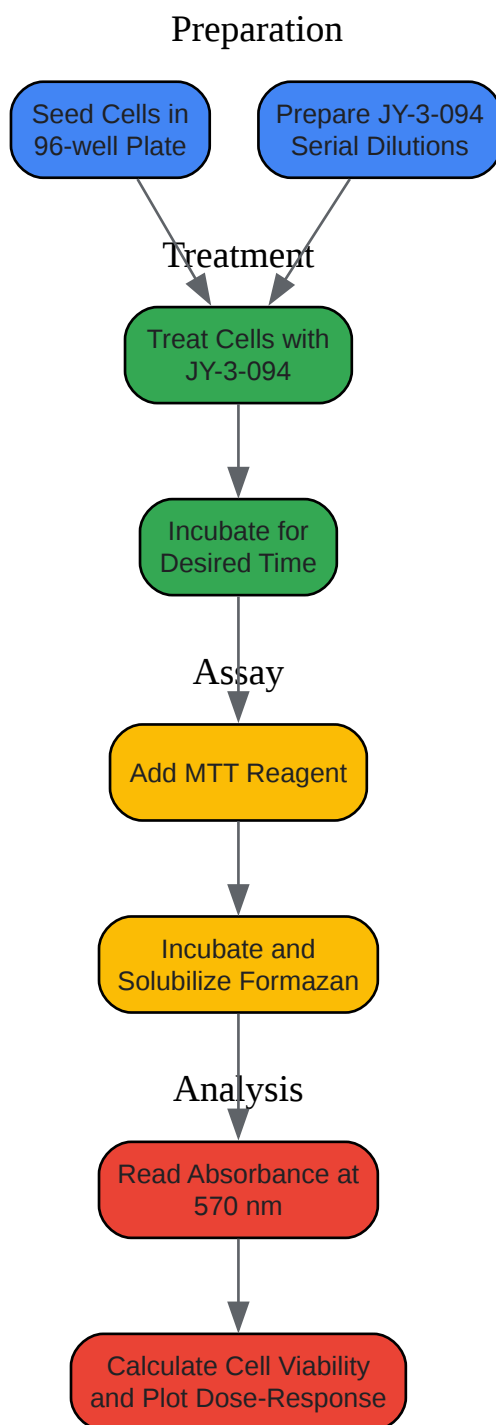 Preparation
Seed Cells in
96-well Plate
Prepare JY-3-094
Serial Dilutions
Treatment
Treat Cells with
JY-3-094
Incubate for
Desired Time
Assay
Add MTT Reagent
Incubate and
Solubilize Formazan
Analysis
Read Absorbance at
570 nm
Calculate Cell Viability
and Plot Dose-Response